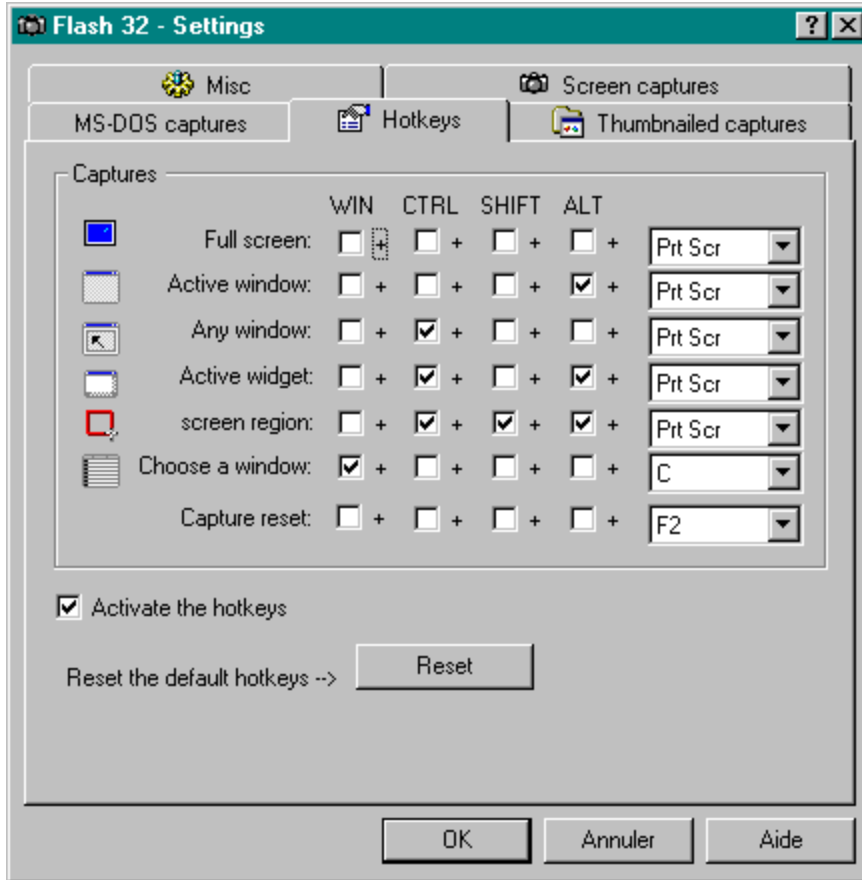 Flash 32 - Settings
Misc
Screen captures
MS-DOS captures
Hotkeys
Thumbnailed captures
Captures
WIN CTRL SHIFT ALT
Full screen: + + + + Prt Scr
Active window: + + + + Prt Scr
Any window: + + + + Prt Scr
Active widget: + + + + Prt Scr
screen region: + + + + Prt Scr
Choose a window: + + + + C
Capture reset: + + + + F2
Activate the hotkeys
Reset the default hotkeys --> Reset
OK Annuler Aide